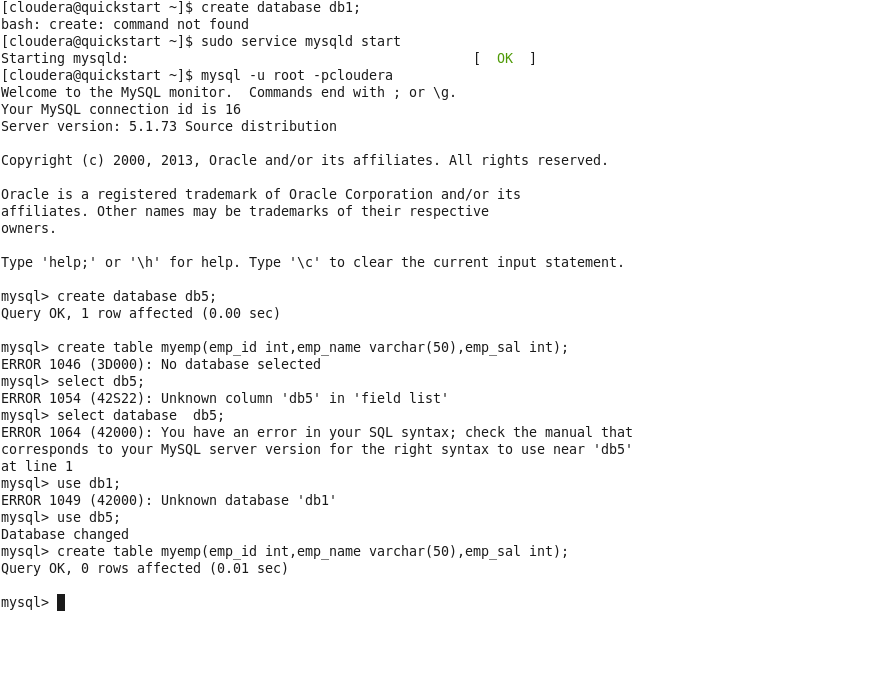 [cloudera@quickstart ~]$ create database db1;
bash: create: command not found
[cloudera@quickstart ~]$ sudo service mysqld start
Starting mysqld:                                           [  OK  ]
[cloudera@quickstart ~]$ mysql -u root -pcloudera
Welcome to the MySQL monitor.  Commands end with ; or \g.
Your MySQL connection id is 16
Server version: 5.1.73 Source distribution

Copyright (c) 2000, 2013, Oracle and/or its affiliates. All rights reserved.

Oracle is a registered trademark of Oracle Corporation and/or its
affiliates. Other names may be trademarks of their respective
owners.

Type 'help;' or '\h' for help. Type '\c' to clear the current input statement.

mysql> create database db5;
Query OK, 1 row affected (0.00 sec)

mysql> create table myemp(emp_id int,emp_name varchar(50),emp_sal int);
ERROR 1046 (3D000): No database selected
mysql> select db5;
ERROR 1054 (42S22): Unknown column 'db5' in 'field list'
mysql> select database  db5;
ERROR 1064 (42000): You have an error in your SQL syntax; check the manual that
corresponds to your MySQL server version for the right syntax to use near 'db5'
at line 1
mysql> use db1;
ERROR 1049 (42000): Unknown database 'db1'
mysql> use db5;
Database changed
mysql> create table myemp(emp_id int,emp_name varchar(50),emp_sal int);
Query OK, 0 rows affected (0.01 sec)

mysql>